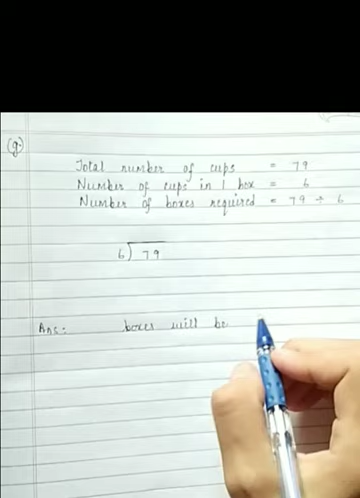 (g)
Total number of cups = 79
Number of cups in 1 box = 6
Number of boxes required = 79 ÷ 6
6)79
Ans: boxes will be